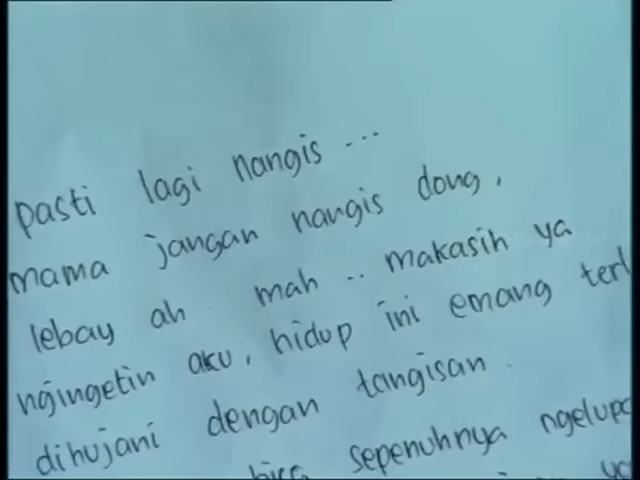 pasti lagi nangis ...
mama jangan nangis dong,
lebay ah mah .. makasih ya
ngingetin aku, hidup ini emang
dihujani dengan tangisan.
sepenuhnya